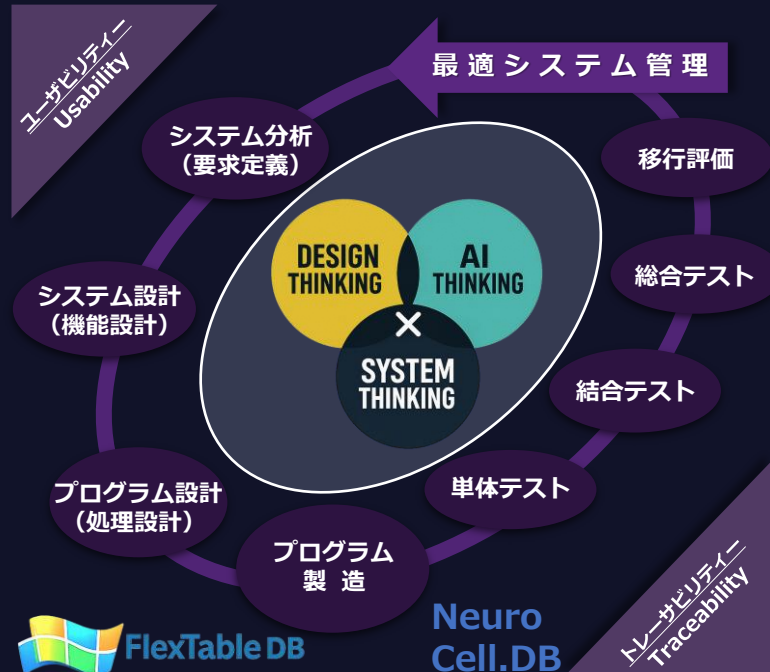 ユーザビリティー
Usability
最適システム管理
システム分析
（要求定義）
移行評価
DESIGN
THINKING
AI
THINKING
総合テスト
システム設計
（機能設計）
×
SYSTEM
THINKING
結合テスト
プログラム設計
（処理設計）
単体テスト
プログラム
製 造
トレーサビリティー
Traceability
FlexTable DB
Neuro
Cell.DB